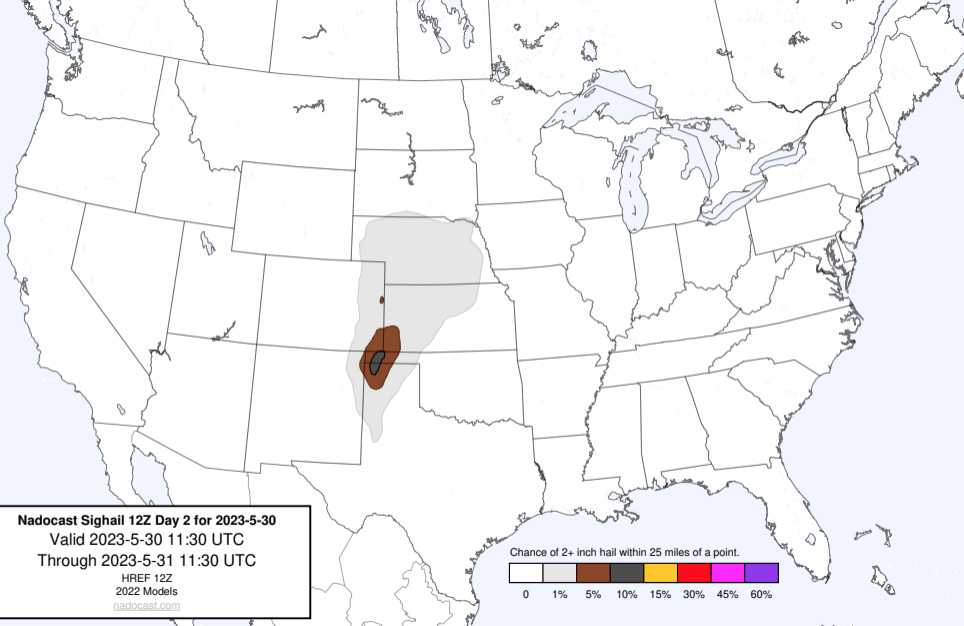 Nadocast Sighail 12Z Day 2 for 2023-5-30
Valid 2023-5-30 11:30 UTC
Through 2023-5-31 11:30 UTC
HREF 12Z
2022 Models
nadocast.com
Chance of 2+ inch hail within 25 miles of a point.
0 1% 5% 10% 15% 30% 45% 60%